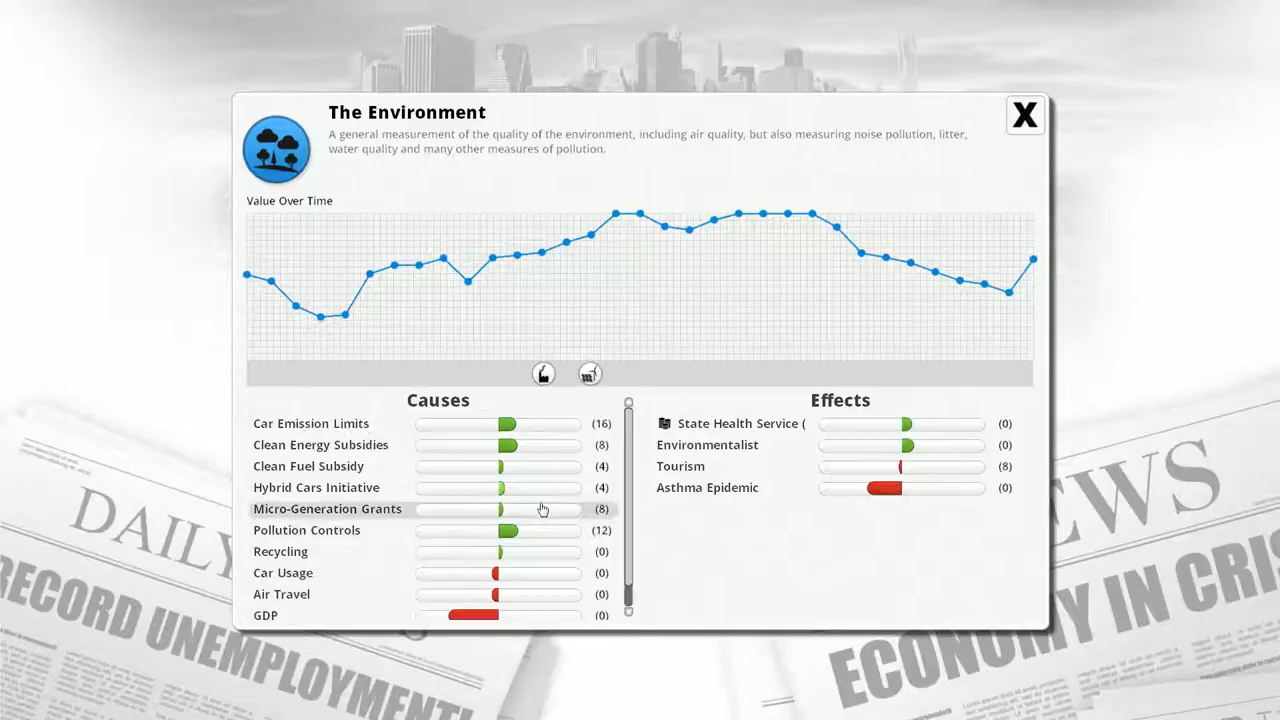 The Environment
X
A general measurement of the quality of the environment, including air quality, but also measuring noise pollution, litter,
water quality and many other measures of pollution.
Value Over Time
Causes
Car Emission Limits (16)
Clean Energy Subsidies (8)
Clean Fuel Subsidy (4)
Hybrid Cars Initiative (4)
Micro-Generation Grants (8)
Pollution Controls (12)
Recycling (0)
Car Usage (0)
Air Travel (0)
GDP (0)
Effects
State Health Service ( (0)
Environmentalist (0)
Tourism (8)
Asthma Epidemic (0)
DAILY
RECORD UNEMPLOYMENT!
EWS
ECONOMY IN CRIS